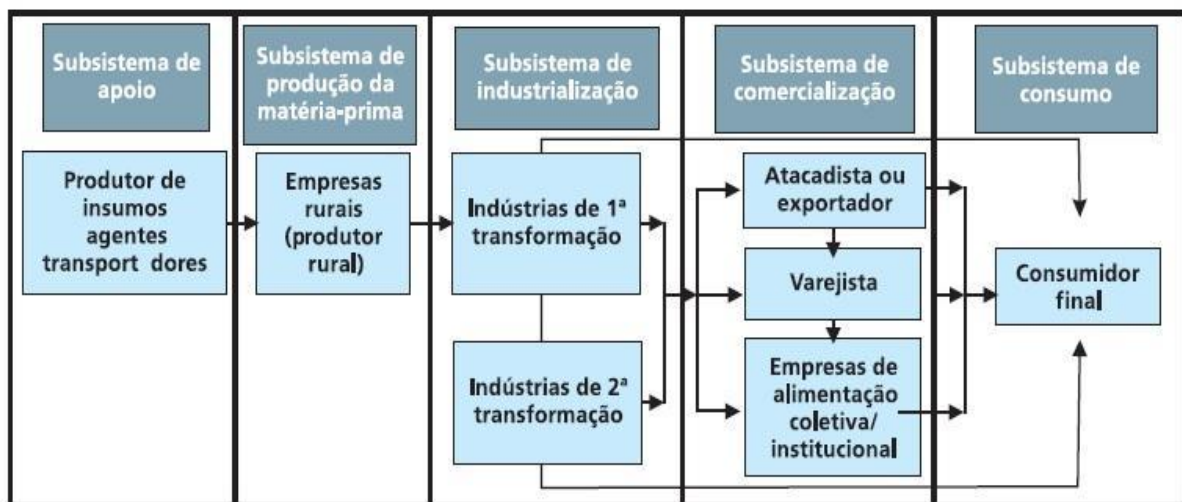 Subsistema de
apoio
Subsistema de
produção da
matéria-prima
Subsistema de
industrialização
Subsistema de
comercialização
Subsistema de
consumo
Produtor de
insumos
agentes
transport dores
Empresas
rurais
(produtor
rural)
Indústrias de 1ª
transformação
Indústrias de 2ª
transformação
Atacadista ou
exportador
Varejista
Empresas de
alimentação
coletiva/
institucional
Consumidor
final